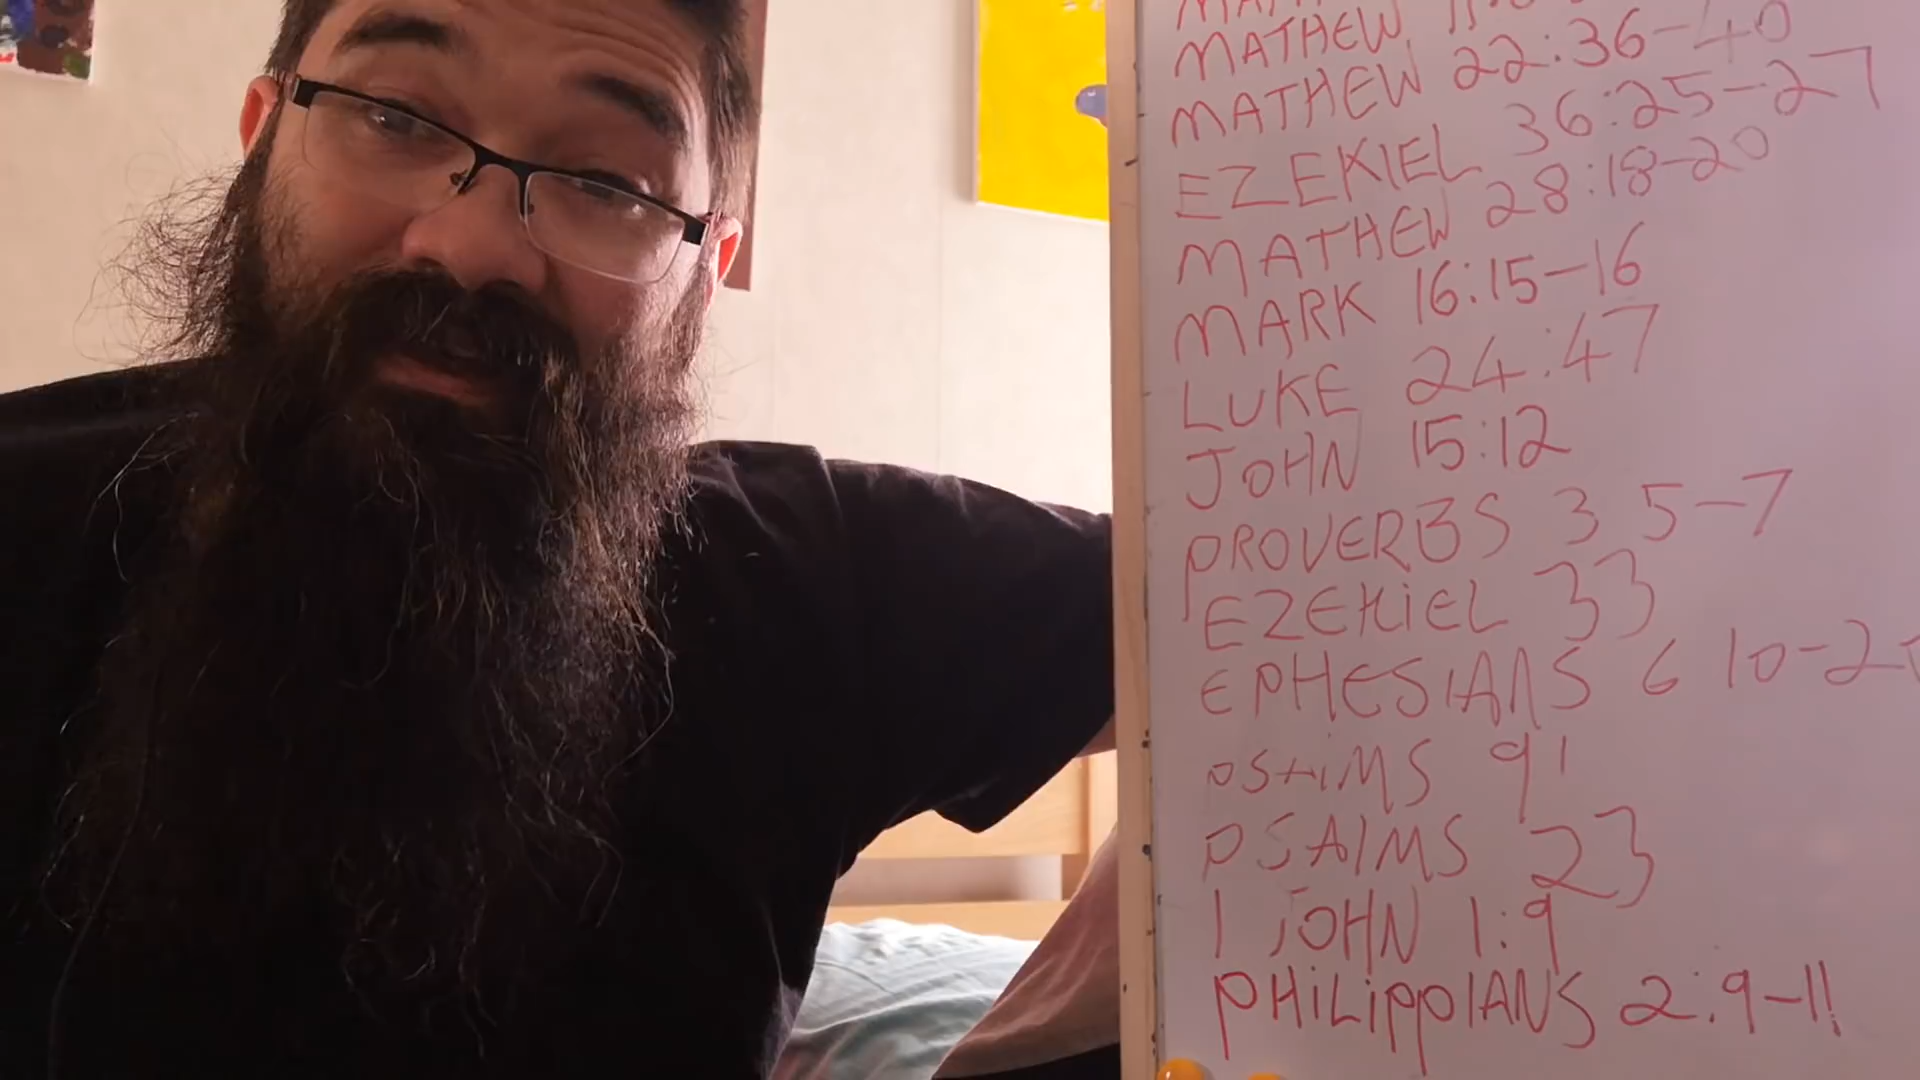 MATHEW
MATHEW 22:36-40
EZEKIEL 36:25-27
MATHEW 28:18-20
MARK 16:15-16
LUKE 24:47
JOHN 15:12
PROVERBS 3 5-7
EZEKiEL 33
EPHESIANS 6 10-20
PSAlMS 91
PSAlMS 23
1 JOHN 1:9
PHiLippIANS 2:9-11